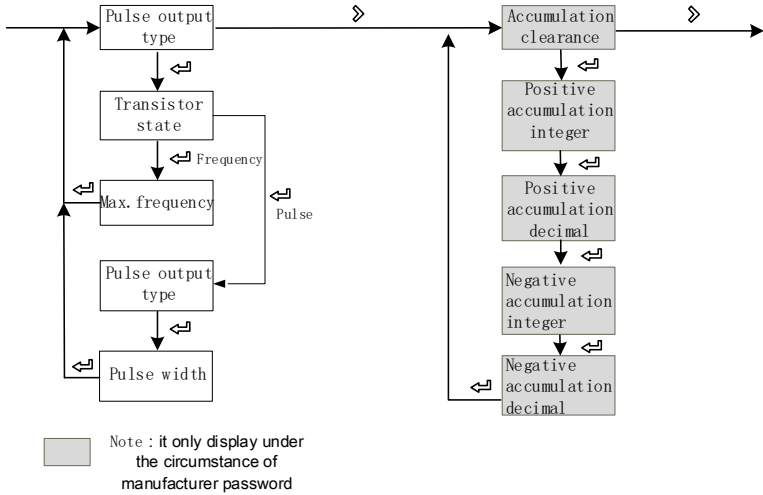 Pulse output
type
Transistor
state
Frequency
Max.frequency
Pulse
Pulse output
type
Pulse width
Accumulation
clearance
Positive
accumulation
integer
Positive
accumulation
decimal
Negative
accumulation
integer
Negative
accumulation
decimal
Note : it only display under
the circumstance of
manufacturer password